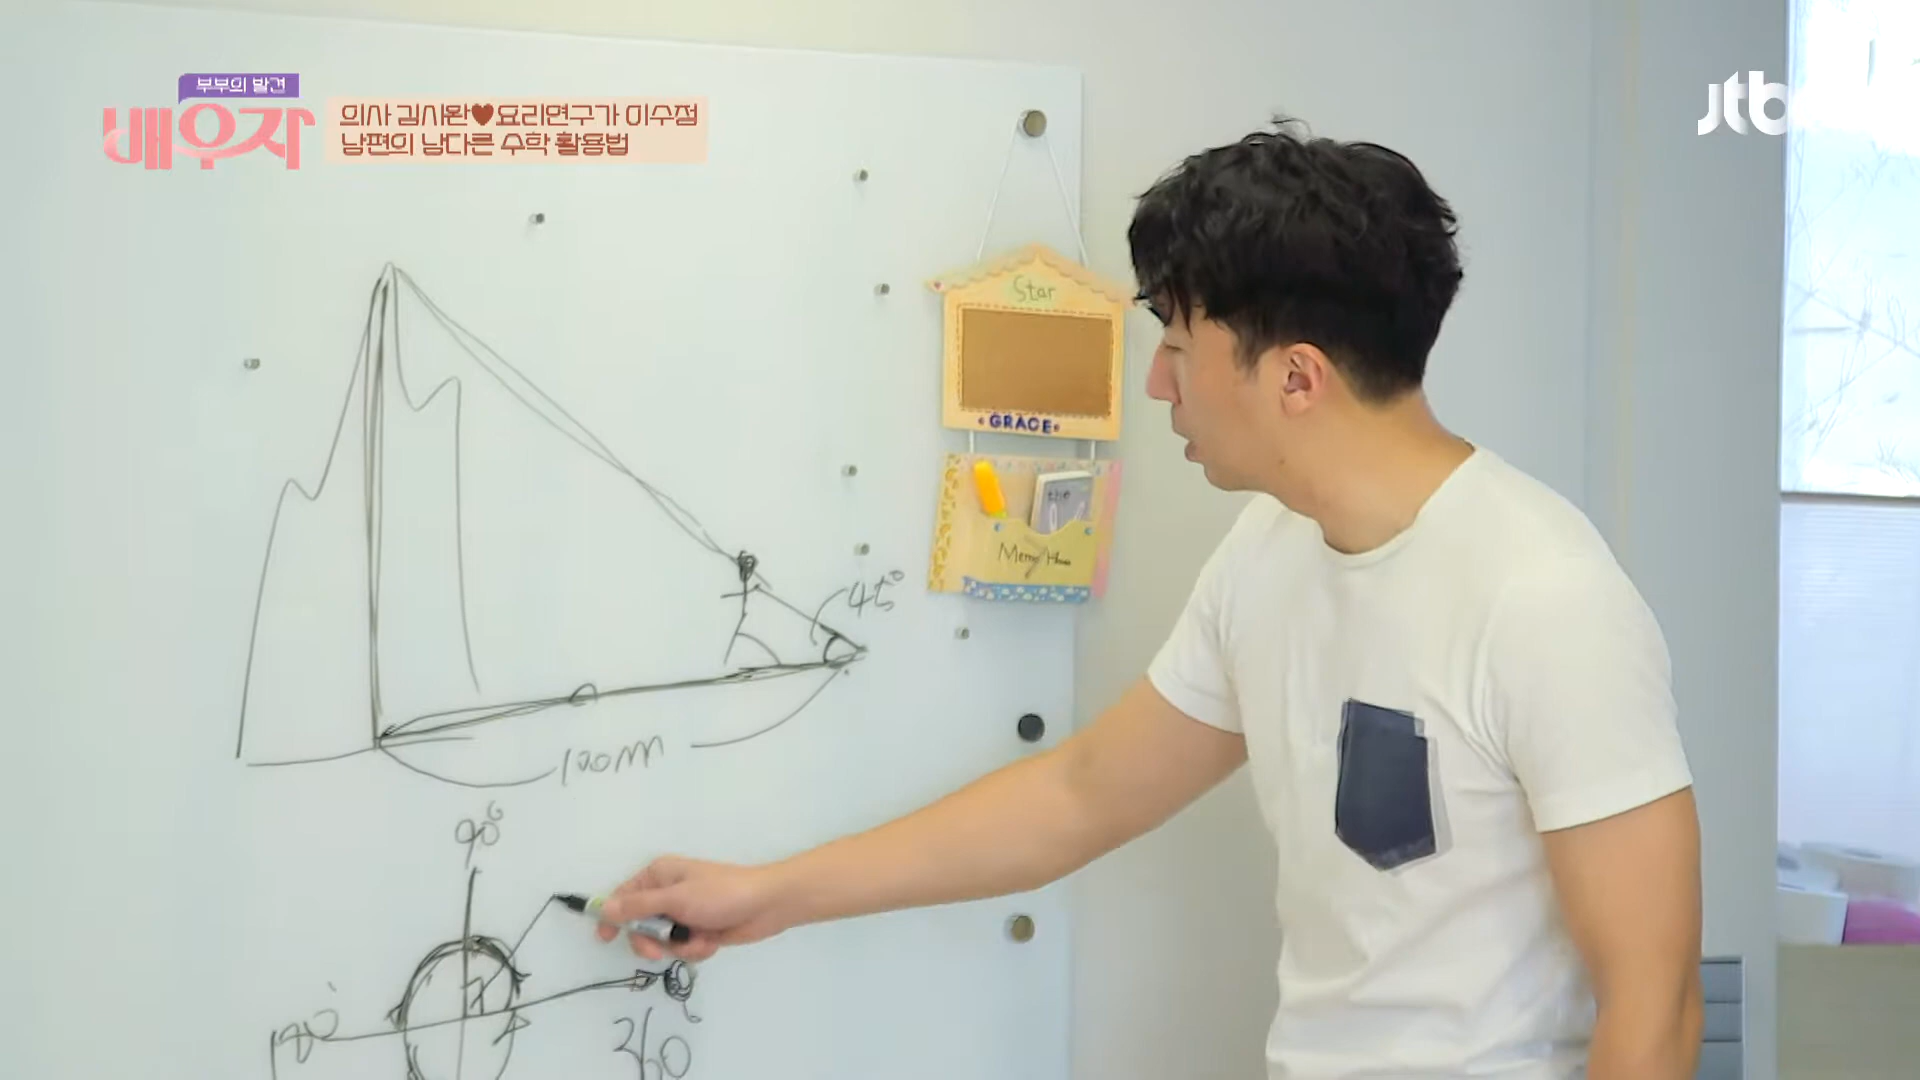 부부의 발견
배우자
의사 김시완♥요리연구가 이수정
남편의 남다른 수학 활용법
jtbc
Star
GRACE
the
Memo House
45°
100m
90°
180°
360°